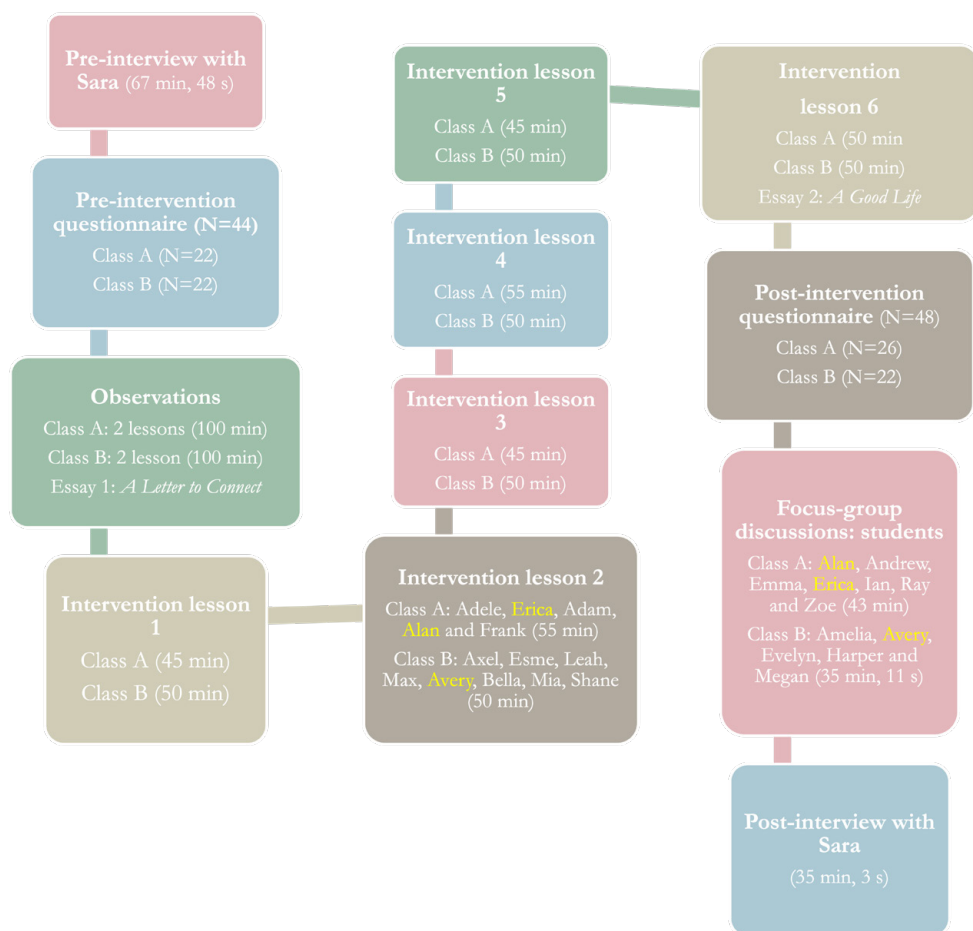 Pre-interview with
Sara (67 min, 48 s)
Pre-intervention
questionnaire (N=44)
Class A (N=22)
Class B (N=22)
Observations
Class A: 2 lessons (100 min)
Class B: 2 lesson (100 min)
Essay 1: A Letter to Connect
Intervention lesson
1
Class A (45 min)
Class B (50 min)
Intervention lesson 2
Class A: Adele, Erica, Adam,
Alan and Frank (55 min)
Class B: Axel, Esme, Leah,
Max, Avery, Bella, Mia, Shane
(50 min)
Intervention lesson
3
Class A (45 min)
Class B (50 min)
Intervention lesson
4
Class A (55 min)
Class B (50 min)
Intervention lesson
5
Class A (45 min)
Class B (50 min)
Intervention
lesson 6
Class A (50 min
Class B (50 min)
Essay 2: A Good Life
Post-intervention
questionnaire (N=48)
Class A (N=26)
Class B (N=22)
Focus-group
discussions: students
Class A: Alan, Andrew,
Emma, Erica, Ian, Ray
and Zoe (43 min)
Class B: Amelia, Avery,
Evelyn, Harper and
Megan (35 min, 11 s)
Post-interview with
Sara
(35 min, 3 s)